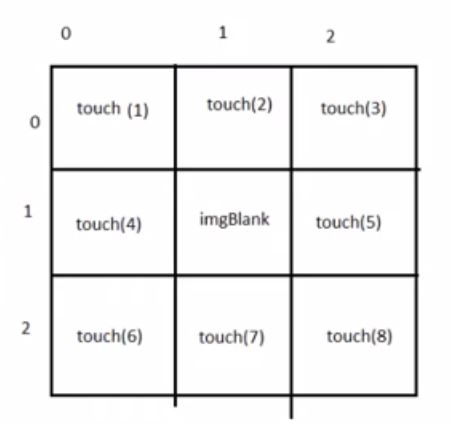 0 1 2
0 touch (1) touch(2) touch(3)
1 touch(4) imgBlank touch(5)
2 touch(6) touch(7) touch(8)